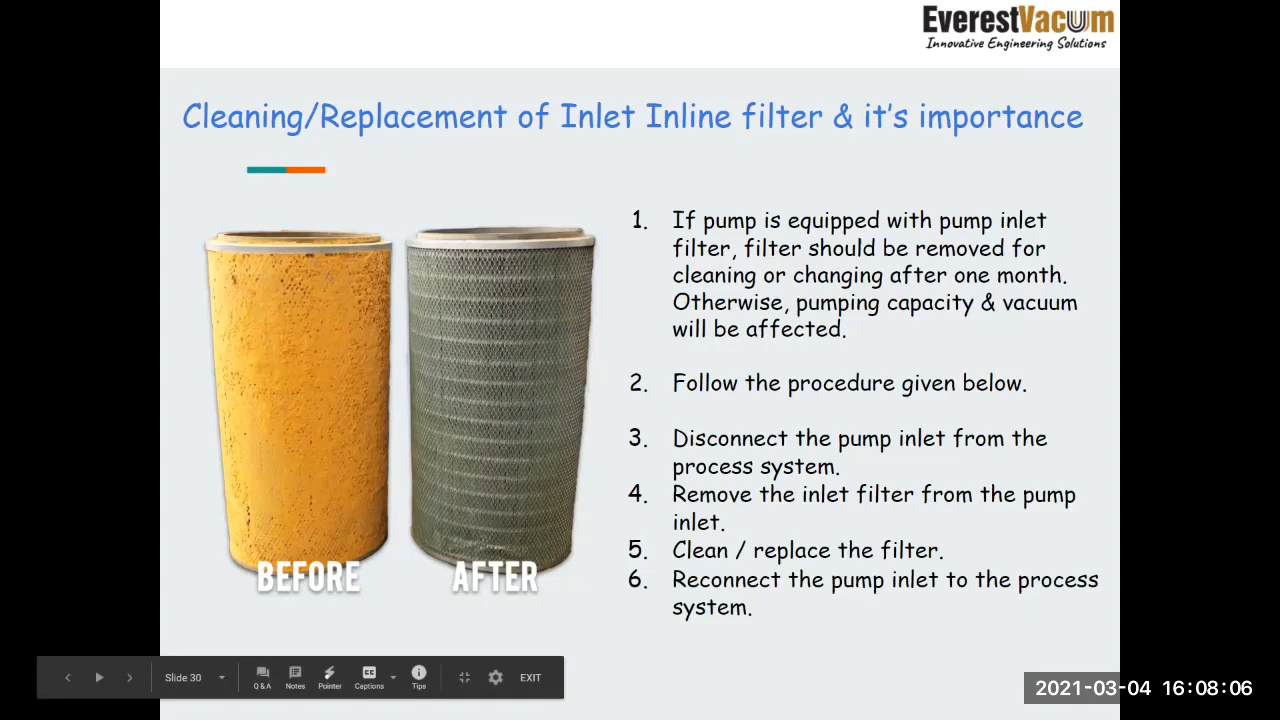 EverestVacuum
Innovative Engineering Solutions
Cleaning/Replacement of Inlet Inline filter & it's importance
1. If pump is equipped with pump inlet
filter, filter should be removed for
cleaning or changing after one month.
Otherwise, pumping capacity & vacuum
will be affected.
2. Follow the procedure given below.
3. Disconnect the pump inlet from the
process system.
4. Remove the inlet filter from the pump
inlet.
5. Clean / replace the filter.
6. Reconnect the pump inlet to the process
system.
BEFORE
AFTER
Slide 30
Q & A
Notes
Pointer
Captions
Tips
EXIT
2021-03-04 16:08:06